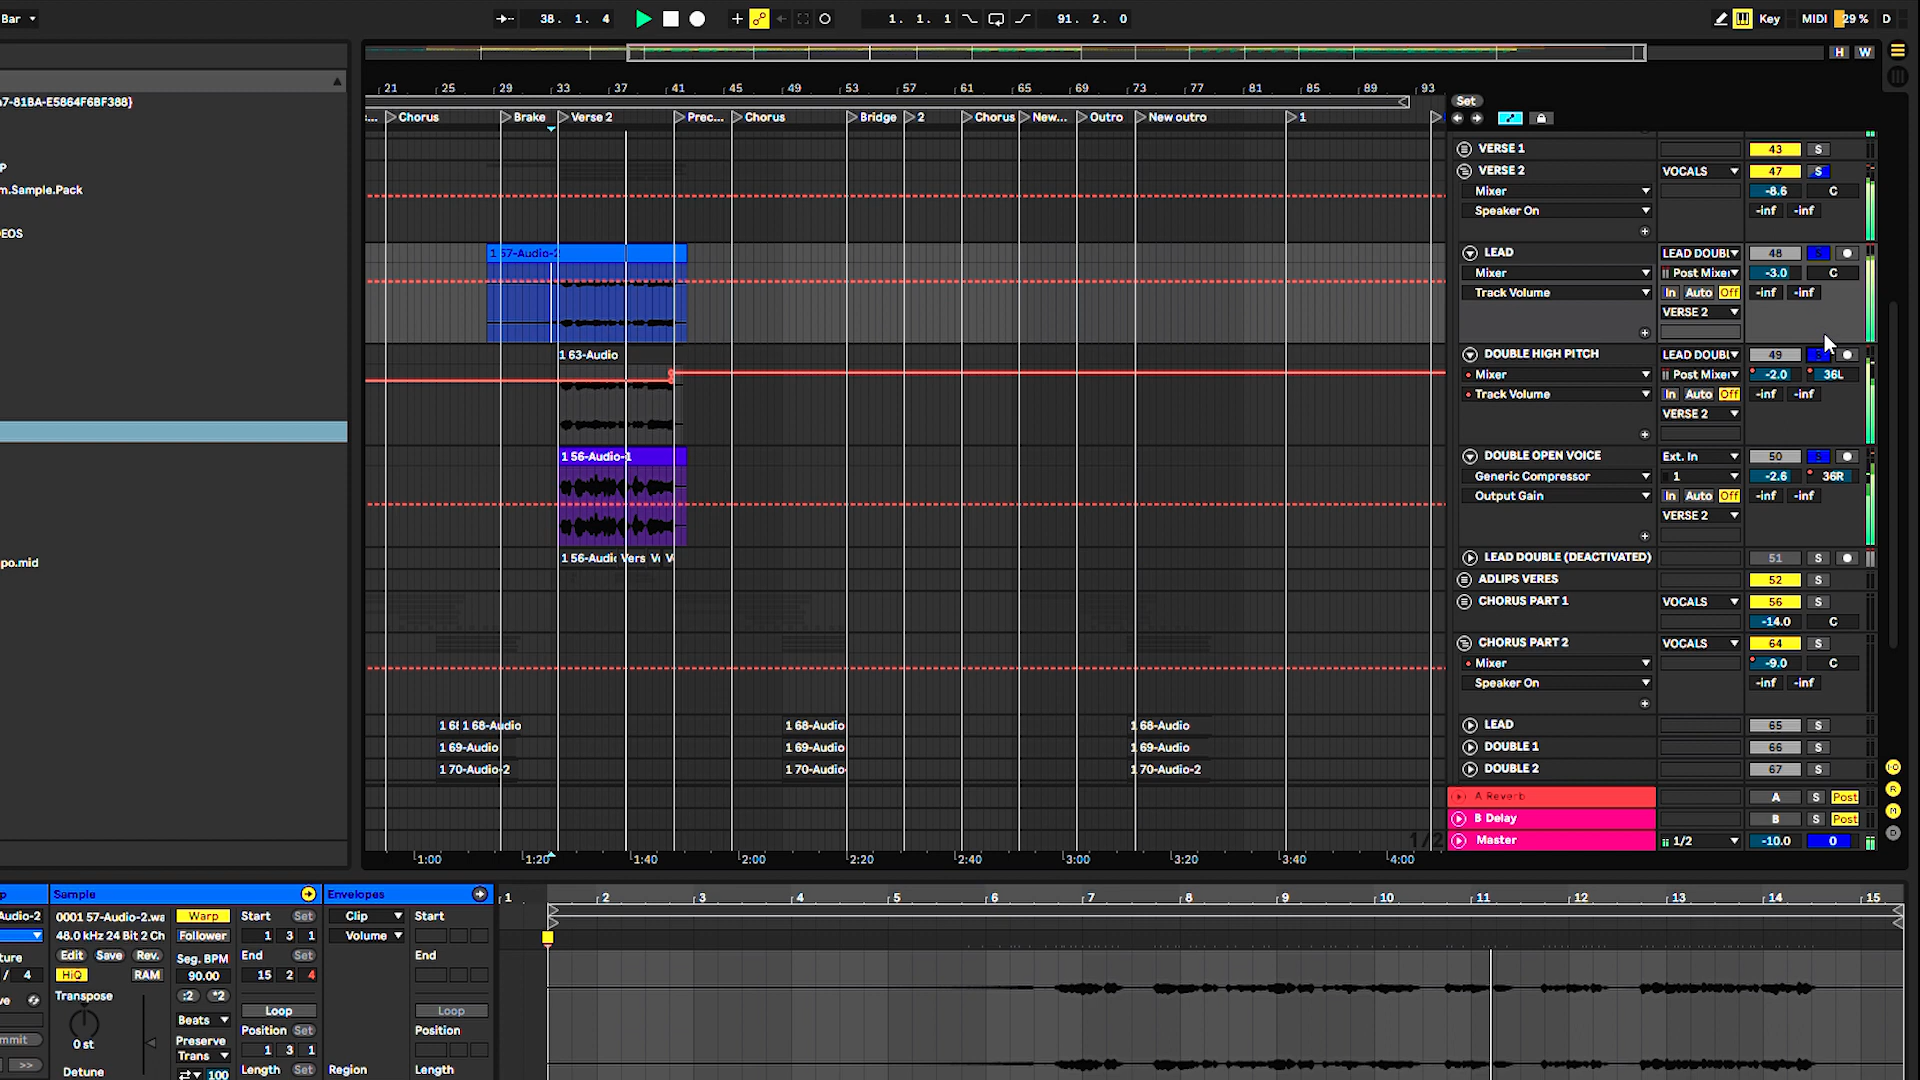 Bar
38. 1. 4
1. 1. 1
91. 2. 0
Key
MIDI
29 %
D
H W
a7-81BA-E5864F6BF388}
P
m.Sample.Pack
EOS
po.mid
21 25 29 33 37 41 45 49 53 57 61 65 69 73 77 81 85 89 93
Set
... Chorus Brake Verse 2 Prec... Chorus Bridge 2 Chorus New... Outro New outro 1
VERSE 1 43 S
VERSE 2 VOCALS 47 S
Mixer -8.6 C
Speaker On -inf -inf
1 57-Audio-2
LEAD LEAD DOUBL 48 S
Mixer Post Mixer -3.0 C
Track Volume In Auto Off -inf -inf
VERSE 2
1 63-Audio
DOUBLE HIGH PITCH LEAD DOUBL 49 S
Mixer Post Mixer -2.0 36L
Track Volume In Auto Off -inf -inf
VERSE 2
1 56-Audio-1
DOUBLE OPEN VOICE Ext. In 50 S
Generic Compressor 1 -2.6 36R
Output Gain In Auto Off -inf -inf
VERSE 2
1 56-Audic Vers
LEAD DOUBLE (DEACTIVATED) 51 S
ADLIPS VERES 52 S
CHORUS PART 1 VOCALS 56 S
-14.0 C
CHORUS PART 2 VOCALS 64 S
Mixer -9.0 C
Speaker On -inf -inf
1 68-Audio 1 68-Audio 1 68-Audio
LEAD 65 S
1 69-Audio 1 69-Audio 1 69-Audio
DOUBLE 1 66 S
1 70-Audio-2 1 70-Audio- 1 70-Audio-2
DOUBLE 2 67 S
A Reverb A S Post
B Delay B S Post
1/2
Master 1/2 -10.0 0
1:00 1:20 1:40 2:00 2:20 2:40 3:00 3:20 3:40 4:00
Sample
Envelopes
Audio-2
0001 57-Audio-2.wa
48.0 kHz 24 Bit 2 Ch
Edit Save Rev.
HiQ RAM
Transpose
0 st
Detune
ture
/ 4
ve
mmit
>>
Warp
Follower
Seg. BPM
90.00
:2 *2
Beats
Preserve
Trans
100
Start Set
1 3 1
End Set
15 2 4
Loop
Position Set
1 3 1
Length Set
Clip
Volume
Region
Start
End
Loop
Position
Length
1 2 3 4 5 6 7 8 9 10 11 12 13 14 15